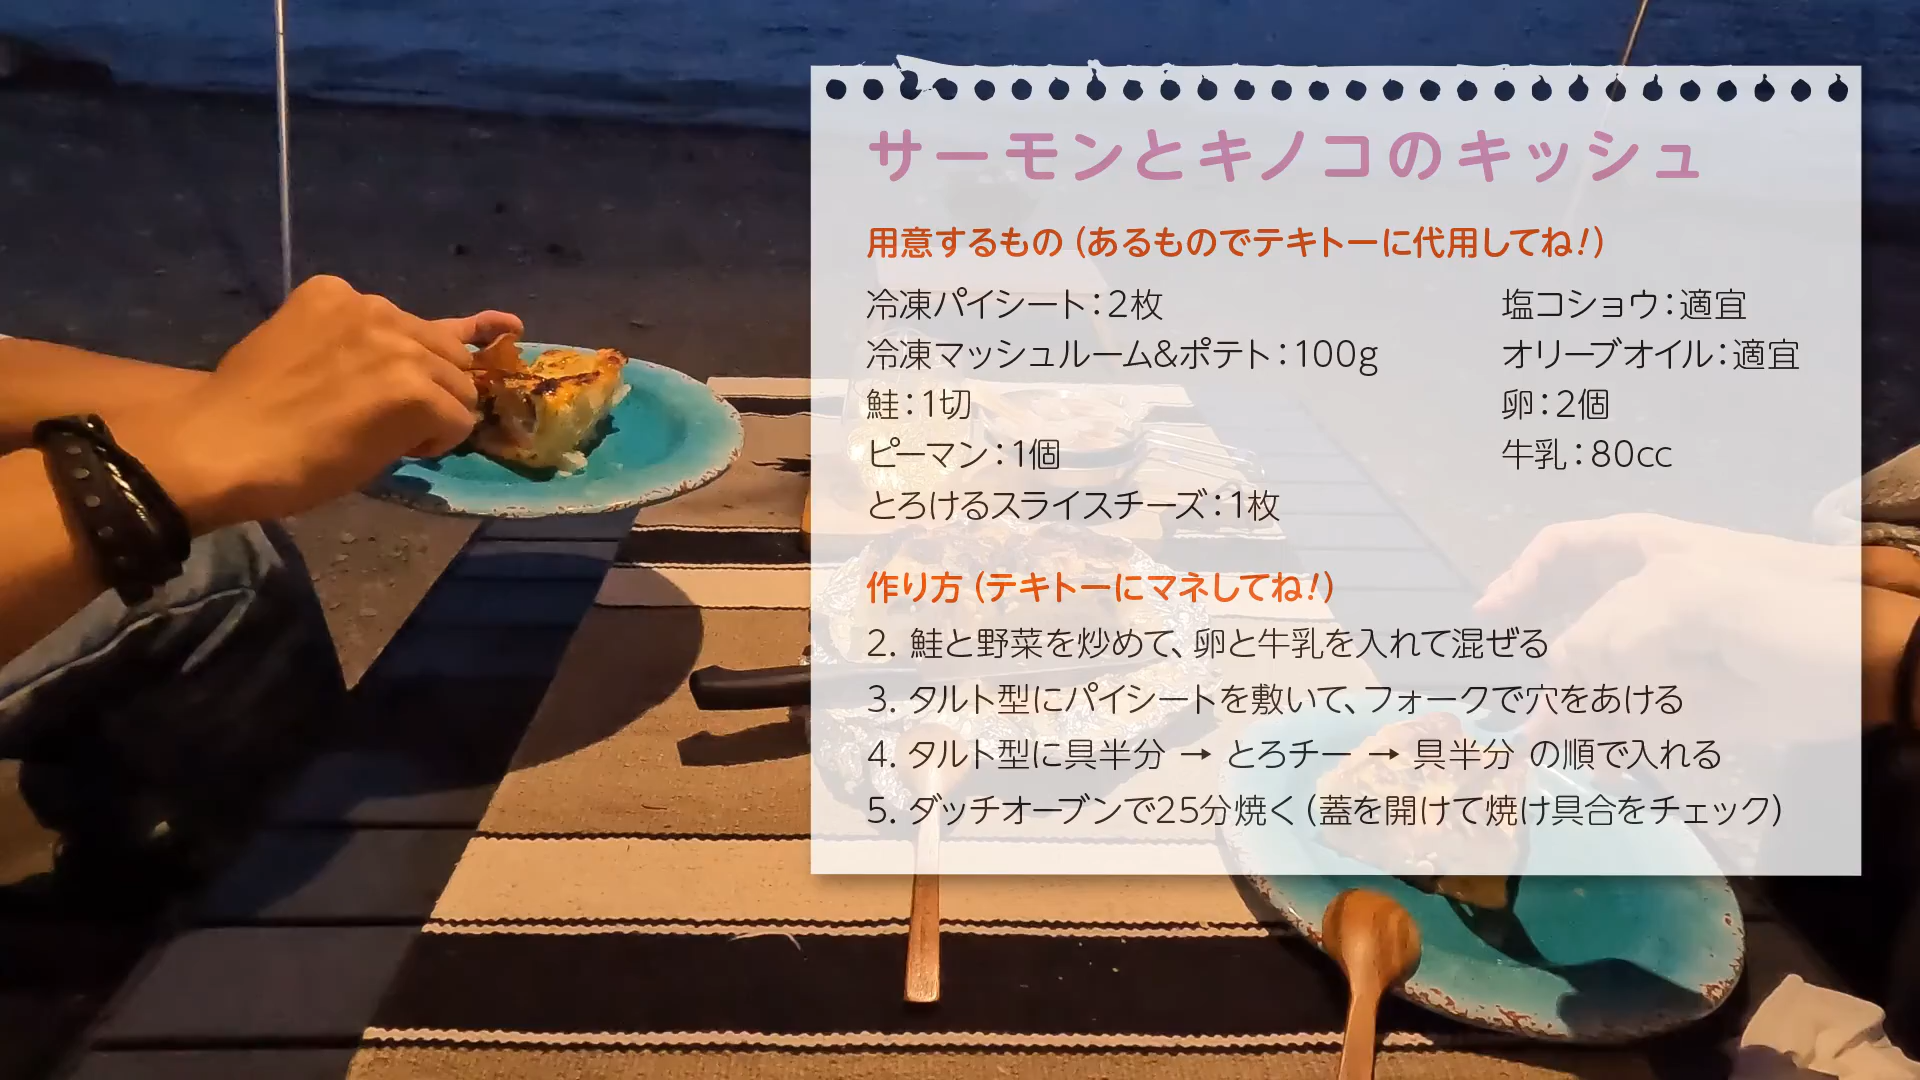 サーモンとキノコのキッシュ
用意するもの (あるものでテキトーに代用してね!)
冷凍パイシート:2枚
冷凍マッシュルーム&ポテト:100g
鮭:1切
ピーマン:1個
とろけるスライスチーズ:1枚
塩コショウ:適宜
オリーブオイル:適宜
卵:2個
牛乳:80cc
作り方 (テキトーにマネしてね!)
2. 鮭と野菜を炒めて、卵と牛乳を入れて混ぜる
3. タルト型にパイシートを敷いて、フォークで穴をあける
4. タルト型に具半分 → とろチー → 具半分 の順で入れる
5. ダッチオーブンで25分焼く (蓋を開けて焼け具合をチェック)